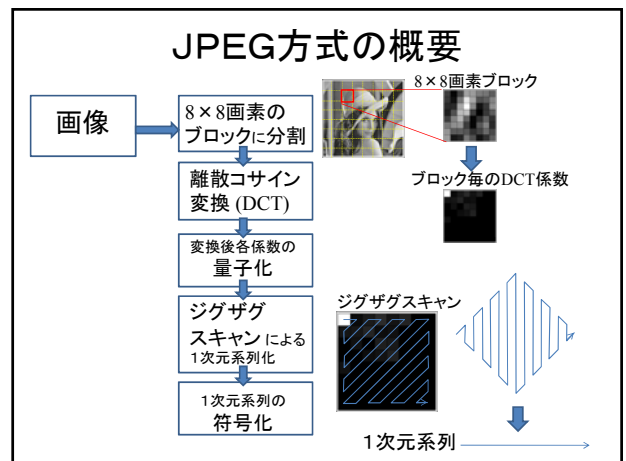 JPEG方式の概要
画像
8×8画素の
ブロックに分割
離散コサイン
変換 (DCT)
変換後各係数の
量子化
ジグザグ
スキャン による
1次元系列化
1次元系列の
符号化
8×8画素ブロック
ブロック毎のDCT係数
ジグザグスキャン
1次元系列